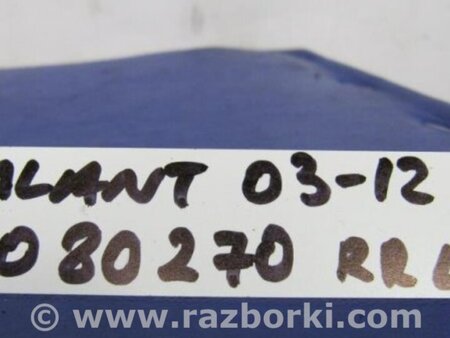 ALANT 03-12
080270 RR
© www.razborki.com